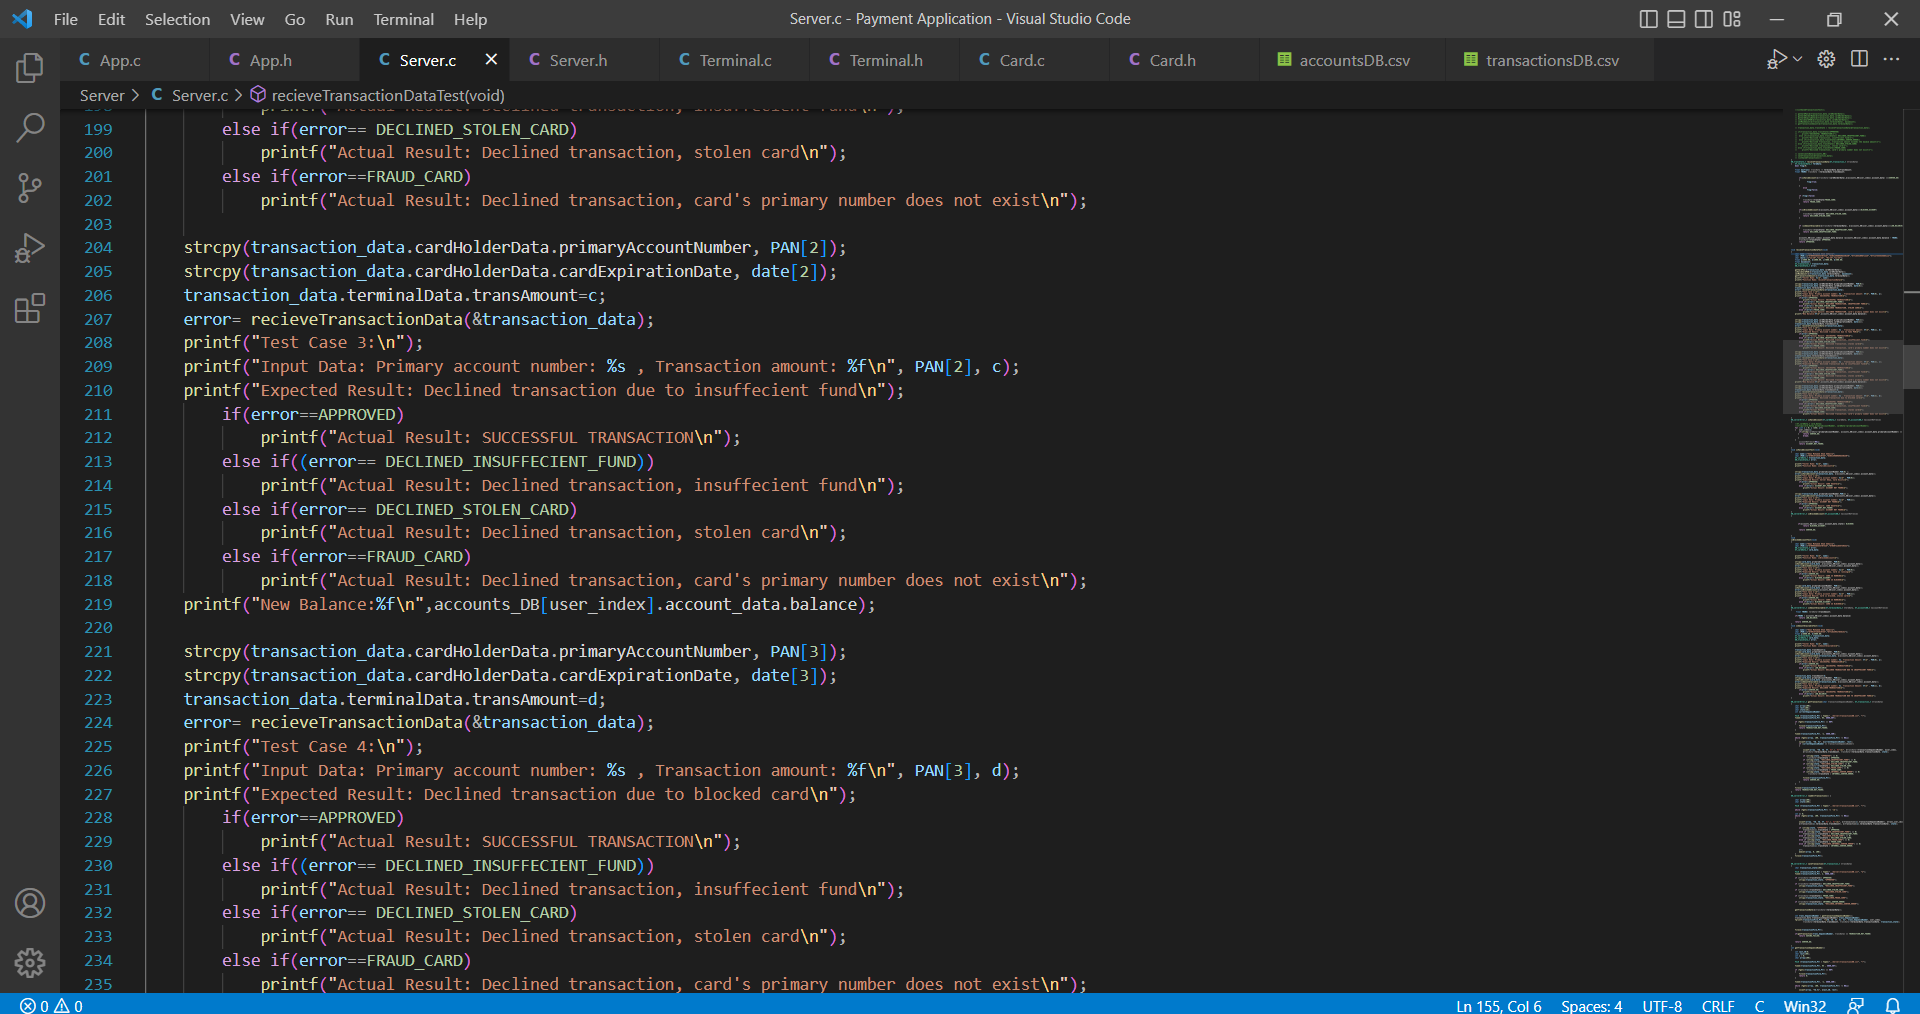 File Edit Selection View Go Run Terminal Help
Server.c - Payment Application - Visual Studio Code
C App.c C App.h C Server.c C Server.h C Terminal.c C Terminal.h C Card.c C Card.h accountsDB.csv transactionsDB.csv
Server > C Server.c > recieveTransactionDataTest(void)
199 else if(error== DECLINED_STOLEN_CARD)
200 printf("Actual Result: Declined transaction, stolen card\n");
201 else if(error==FRAUD_CARD)
202 printf("Actual Result: Declined transaction, card's primary number does not exist\n");
203
204 strcpy(transaction_data.cardHolderData.primaryAccountNumber, PAN[2]);
205 strcpy(transaction_data.cardHolderData.cardExpirationDate, date[2]);
206 transaction_data.terminalData.transAmount=c;
207 error= recieveTransactionData(&transaction_data);
208 printf("Test Case 3:\n");
209 printf("Input Data: Primary account number: %s , Transaction amount: %f\n", PAN[2], c);
210 printf("Expected Result: Declined transaction due to insuffecient fund\n");
211 if(error==APPROVED)
212 printf("Actual Result: SUCCESSFUL TRANSACTION\n");
213 else if((error== DECLINED_INSUFFECIENT_FUND))
214 printf("Actual Result: Declined transaction, insuffecient fund\n");
215 else if(error== DECLINED_STOLEN_CARD)
216 printf("Actual Result: Declined transaction, stolen card\n");
217 else if(error==FRAUD_CARD)
218 printf("Actual Result: Declined transaction, card's primary number does not exist\n");
219 printf("New Balance:%f\n",accounts_DB[user_index].account_data.balance);
220
221 strcpy(transaction_data.cardHolderData.primaryAccountNumber, PAN[3]);
222 strcpy(transaction_data.cardHolderData.cardExpirationDate, date[3]);
223 transaction_data.terminalData.transAmount=d;
224 error= recieveTransactionData(&transaction_data);
225 printf("Test Case 4:\n");
226 printf("Input Data: Primary account number: %s , Transaction amount: %f\n", PAN[3], d);
227 printf("Expected Result: Declined transaction due to blocked card\n");
228 if(error==APPROVED)
229 printf("Actual Result: SUCCESSFUL TRANSACTION\n");
230 else if((error== DECLINED_INSUFFECIENT_FUND))
231 printf("Actual Result: Declined transaction, insuffecient fund\n");
232 else if(error== DECLINED_STOLEN_CARD)
233 printf("Actual Result: Declined transaction, stolen card\n");
234 else if(error==FRAUD_CARD)
235 printf("Actual Result: Declined transaction, card's primary number does not exist\n");
0 0 Ln 155, Col 6 Spaces: 4 UTF-8 CRLF C Win32